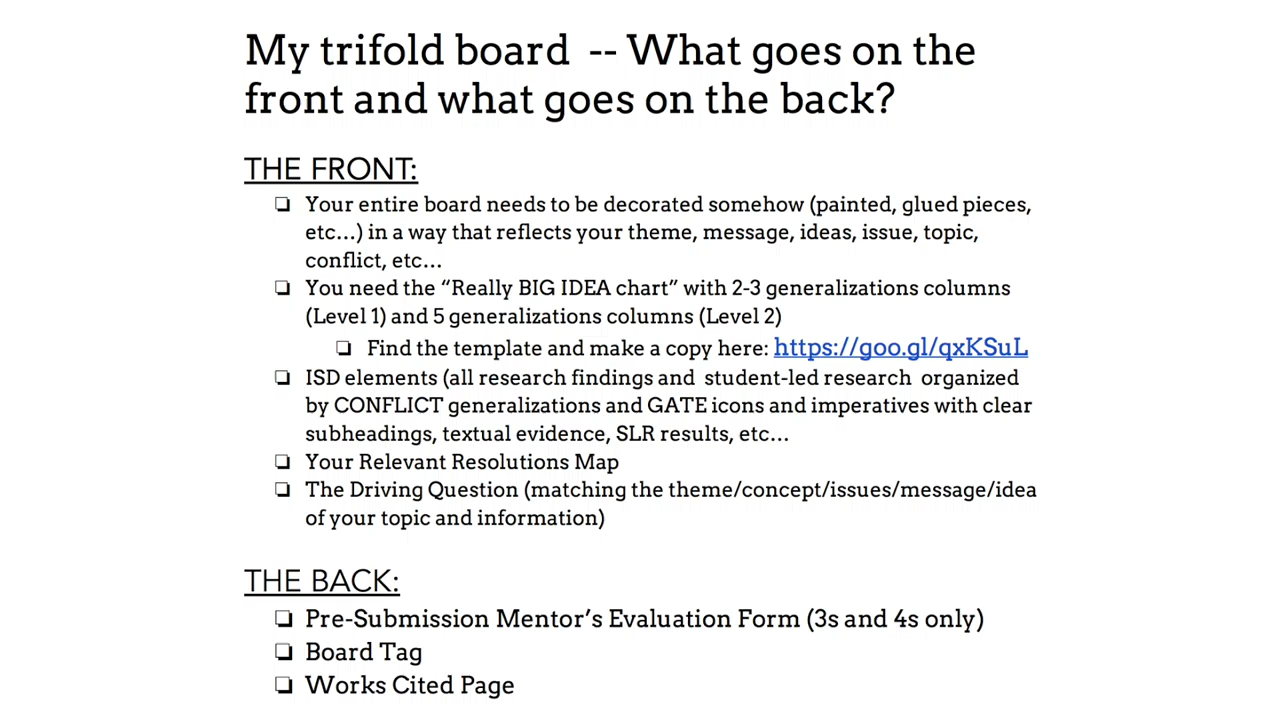 My trifold board -- What goes on the
front and what goes on the back?
THE FRONT:
❏ Your entire board needs to be decorated somehow (painted, glued pieces,
etc...) in a way that reflects your theme, message, ideas, issue, topic,
conflict, etc...
❏ You need the “Really BIG IDEA chart” with 2-3 generalizations columns
(Level 1) and 5 generalizations columns (Level 2)
❏ Find the template and make a copy here: https://goo.gl/qxKSuL
❏ ISD elements (all research findings and student-led research organized
by CONFLICT generalizations and GATE icons and imperatives with clear
subheadings, textual evidence, SLR results, etc...
❏ Your Relevant Resolutions Map
❏ The Driving Question (matching the theme/concept/issues/message/idea
of your topic and information)
THE BACK:
❏ Pre-Submission Mentor’s Evaluation Form (3s and 4s only)
❏ Board Tag
❏ Works Cited Page